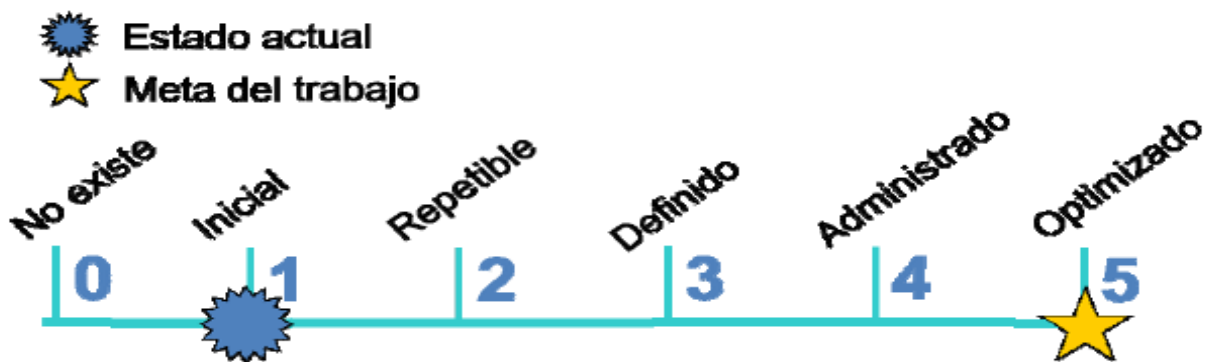 Estado actual
Meta del trabajo
No existe
Inicial
Repetible
Definido
Administrado
Optimizado
0
1
2
3
4
5